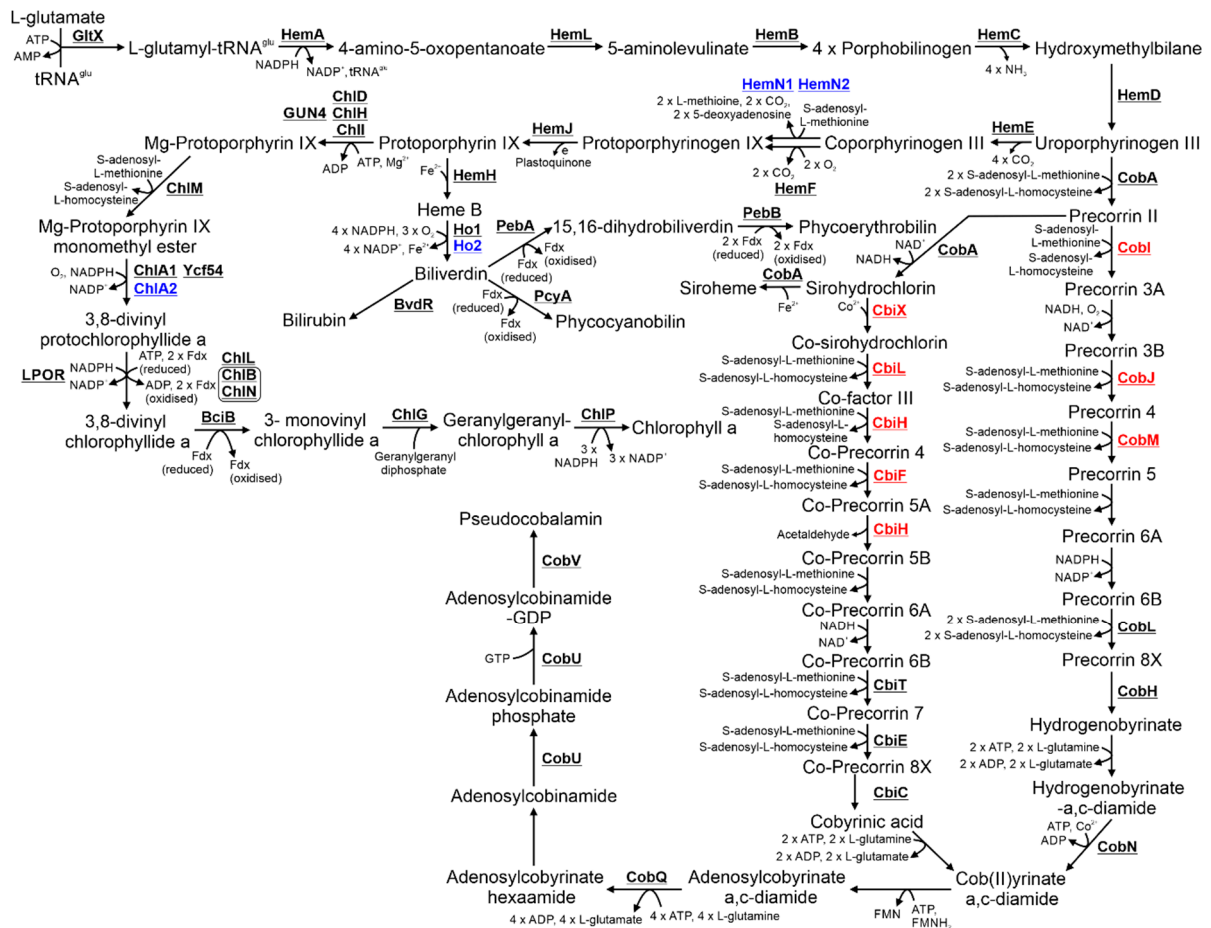 L-glutamate
ATP
AMP
GltX
tRNAᵍˡᵘ
L-glutamyl-tRNAᵍˡᵘ
HemA
NADPH
NADP⁺, tRNAᵍˡᵘ
4-amino-5-oxopentanoate
HemL
5-aminolevulinate
HemB
4 x Porphobilinogen
HemC
4 x NH₃
Hydroxymethylbilane
HemD
HemN1 HemN2
2 x L-methioine, 2 x CO₂,
2 x 5-deoxyadenosine
S-adenosyl-
L-methionine
ChlD
GUN4 ChlH
ChlI
Mg-Protoporphyrin IX
ADP
ATP, Mg²⁺
Protoporphyrin IX
HemJ
e
Plastoquinone
Protoporphyrinogen IX
2 x CO₂
2 x O₂
HemF
Coporphyrinogen III
HemE
4 x CO₂
Uroporphyrinogen III
S-adenosyl-
L-methionine
S-adenosyl-
L-homocysteine
ChlM
Fe²⁺
HemH
2 x S-adenosyl-L-methionine
2 x S-adenosyl-L-homocysteine
CobA
Mg-Protoporphyrin IX
monomethyl ester
Heme B
4 x NADPH, 3 x O₂
4 x NADP⁺, Fe²⁺
Ho1
Ho2
PebA
Fdx
(reduced)
Fdx
(oxidised)
15,16-dihydrobiliverdin
PebB
2 x Fdx
(reduced)
2 x Fdx
(oxidised)
Phycoerythrobilin
Precorrin II
NAD⁺
NADH
CobA
S-adenosyl-
L-methionine
S-adenosyl-
L-homocysteine
CobI
O₂, NADPH
NADP⁺
ChlA1 Ycf54
ChlA2
Biliverdin
BvdR
Bilirubin
Fdx
(reduced)
Fdx
(oxidised)
PcyA
Phycocyanobilin
Siroheme
CobA
Fe²⁺
Sirohydrochlorin
Co²⁺
CbiX
Precorrin 3A
NADH, O₂
NAD⁺
3,8-divinyl
protochlorophyllide a
Co-sirohydrochlorin
Precorrin 3B
LPOR
NADPH
NADP⁺
ATP, 2 x Fdx
(reduced)
ADP, 2 x Fdx
(oxidised)
ChlL
ChlB
ChlN
S-adenosyl-L-methionine
S-adenosyl-L-homocysteine
CbiL
S-adenosyl-L-methionine
S-adenosyl-L-homocysteine
CobJ
3,8-divinyl
chlorophyllide a
BciB
Fdx
(reduced)
Fdx
(oxidised)
3- monovinyl
chlorophyllide a
ChlG
Geranylgeranyl
diphosphate
Geranylgeranyl-
chlorophyll a
ChlP
3 x
NADPH
3 x NADP⁺
Chlorophyll a
Co-factor III
S-adenosyl-L-methionine
S-adenosyl-L-
homocysteine
CbiH
Precorrin 4
S-adenosyl-L-methionine
S-adenosyl-L-homocysteine
CobM
Co-Precorrin 4
S-adenosyl-L-methionine
S-adenosyl-L-homocysteine
CbiF
Precorrin 5
S-adenosyl-L-methionine
S-adenosyl-L-homocysteine
Co-Precorrin 5A
Acetaldehyde
CbiH
Precorrin 6A
NADPH
NADP⁺
Pseudocobalamin
CobV
Co-Precorrin 5B
S-adenosyl-L-methionine
S-adenosyl-L-homocysteine
Adenosylcobinamide
-GDP
Precorrin 6B
2 x S-adenosyl-L-methionine
2 x S-adenosyl-L-homocysteine
CobL
Co-Precorrin 6A
NADH
NAD⁺
GTP
CobU
Co-Precorrin 6B
S-adenosyl-L-methionine
S-adenosyl-L-homocysteine
CbiT
Precorrin 8X
CobH
Adenosylcobinamide
phosphate
Co-Precorrin 7
S-adenosyl-L-methionine
S-adenosyl-L-homocysteine
CbiE
Hydrogenobyrinate
2 x ATP, 2 x L-glutamine
2 x ADP, 2 x L-glutamate
CobU
Co-Precorrin 8X
CbiC
Hydrogenobyrinate
-a,c-diamide
Adenosylcobinamide
Cobyrinic acid
2 x ATP, 2 x L-glutamine
2 x ADP, 2 x L-glutamate
ATP, Co²⁺
ADP
CobN
Adenosylcobyrinate
hexaamide
CobQ
4 x ADP, 4 x L-glutamate
4 x ATP, 4 x L-glutamine
Adenosylcobyrinate
a,c-diamide
FMN
ATP,
FMNH₂
Cob(II)yrinate
a,c-diamide